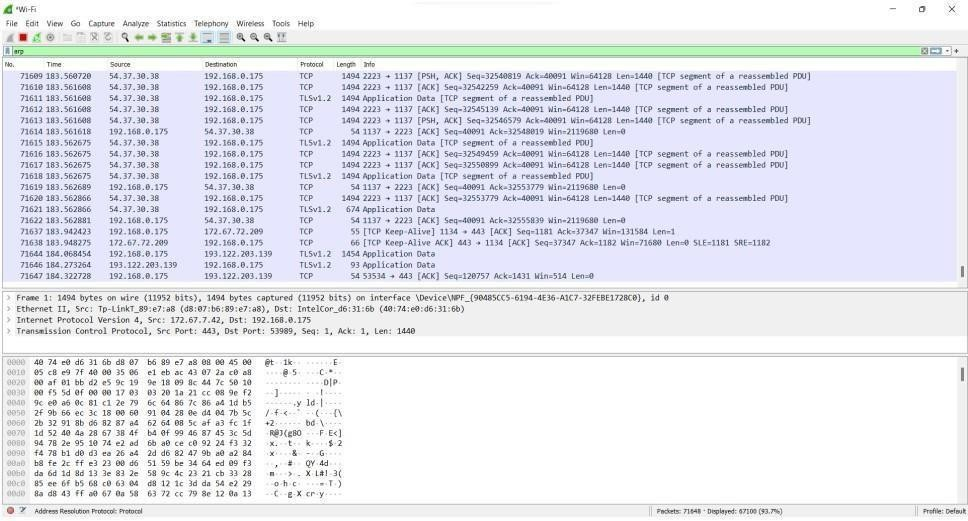 *Wi-Fi
File Edit View Go Capture Analyze Statistics Telephony Wireless Tools Help
arp
No. Time Source Destination Protocol Length Info
71609 183.560720 54.37.30.38 192.168.0.175 TCP 1494 2223 → 1137 [PSH, ACK] Seq=32540819 Ack=40091 Win=64128 Len=1440 [TCP segment of a reassembled PDU]
71610 183.561608 54.37.30.38 192.168.0.175 TCP 1494 2223 → 1137 [ACK] Seq=32542259 Ack=40091 Win=64128 Len=1440 [TCP segment of a reassembled PDU]
71611 183.561608 54.37.30.38 192.168.0.175 TLSv1.2 1494 Application Data [TCP segment of a reassembled PDU]
71612 183.561608 54.37.30.38 192.168.0.175 TCP 1494 2223 → 1137 [ACK] Seq=32545139 Ack=40091 Win=64128 Len=1440 [TCP segment of a reassembled PDU]
71613 183.561608 54.37.30.38 192.168.0.175 TCP 1494 2223 → 1137 [PSH, ACK] Seq=32546579 Ack=40091 Win=64128 Len=1440 [TCP segment of a reassembled PDU]
71614 183.561618 192.168.0.175 54.37.30.38 TCP 54 1137 → 2223 [ACK] Seq=40091 Ack=32548019 Win=2119680 Len=0
71615 183.562675 54.37.30.38 192.168.0.175 TLSv1.2 1494 Application Data [TCP segment of a reassembled PDU]
71616 183.562675 54.37.30.38 192.168.0.175 TCP 1494 2223 → 1137 [ACK] Seq=32549459 Ack=40091 Win=64128 Len=1440 [TCP segment of a reassembled PDU]
71617 183.562675 54.37.30.38 192.168.0.175 TCP 1494 2223 → 1137 [ACK] Seq=32550899 Ack=40091 Win=64128 Len=1440 [TCP segment of a reassembled PDU]
71618 183.562675 54.37.30.38 192.168.0.175 TLSv1.2 1494 Application Data [TCP segment of a reassembled PDU]
71619 183.562689 192.168.0.175 54.37.30.38 TCP 54 1137 → 2223 [ACK] Seq=40091 Ack=32553779 Win=2119680 Len=0
71620 183.562866 54.37.30.38 192.168.0.175 TCP 1494 2223 → 1137 [ACK] Seq=32553779 Ack=40091 Win=64128 Len=1440 [TCP segment of a reassembled PDU]
71621 183.562866 54.37.30.38 192.168.0.175 TLSv1.2 674 Application Data
71622 183.562881 192.168.0.175 54.37.30.38 TCP 54 1137 → 2223 [ACK] Seq=40091 Ack=32555839 Win=2119680 Len=0
71637 183.942423 192.168.0.175 172.67.72.209 TCP 55 [TCP Keep-Alive] 1134 → 443 [ACK] Seq=1181 Ack=37347 Win=131584 Len=1
71638 183.948275 172.67.72.209 192.168.0.175 TCP 66 [TCP Keep-Alive ACK] 443 → 1134 [ACK] Seq=37347 Ack=1182 Win=71680 Len=0 SLE=1181 SRE=1182
71644 184.068454 192.168.0.175 193.122.203.139 TLSv1.2 1454 Application Data
71646 184.273264 193.122.203.139 192.168.0.175 TLSv1.2 93 Application Data
71647 184.322728 192.168.0.175 193.122.203.139 TCP 54 53534 → 443 [ACK] Seq=120757 Ack=1431 Win=514 Len=0
> Frame 1: 1494 bytes on wire (11952 bits), 1494 bytes captured (11952 bits) on interface \Device\NPF_{90485CC5-6194-4E36-A1C7-32FEBE1728C0}, id 0
> Ethernet II, Src: Tp-LinkT_89:e7:a8 (d8:07:b6:89:e7:a8), Dst: IntelCor_d6:31:6b (40:74:e0:d6:31:6b)
> Internet Protocol Version 4, Src: 172.67.7.42, Dst: 192.168.0.175
> Transmission Control Protocol, Src Port: 443, Dst Port: 53989, Seq: 1, Ack: 1, Len: 1440
0000 40 74 e0 d6 31 6b d8 07 b6 89 e7 a8 08 00 45 00
0010 05 c8 e9 7f 40 00 35 06 e1 eb ac 43 07 2a c0 a8
0020 00 af 01 bb d2 e5 9c 19 9e 18 09 8c 44 7c 50 10
0030 00 f5 5d 0f 00 00 17 03 03 20 1a 21 cc 08 9e f2
0040 9c e0 a6 0c 81 c1 2e 79 6c 64 86 7c 86 a4 1d b5
0050 2f 9b 66 ec 3c 18 00 60 91 04 28 0e d4 04 7b 5c
0060 2b 32 91 8b d6 82 87 a4 62 64 08 5c af a3 fc 1f
0070 1d 52 40 4a 28 67 38 4f b4 0f 99 46 87 45 3c 5d
0080 94 78 2e 95 10 74 e2 ad 6b a0 ce c0 92 24 f3 32
0090 f4 78 b1 d0 d3 ea 26 a4 2d d6 82 47 9b a0 e2 84
00a0 b8 fe 2c ff e3 23 00 d6 51 59 be 34 64 ed 09 f3
00b0 da 6d 1d 8d 13 3e 83 2e 58 9c 4c 23 21 cb 33 28
00c0 85 ee 6f b5 68 c0 63 04 d8 12 1c 3d da 54 e2 29
00d0 8a d8 43 ff a0 67 0a 58 63 72 cc 79 8e 12 0a 13
Address Resolution Protocol: Protocol
Packets: 71648 · Displayed: 67100 (93.7%)
Profile: Default